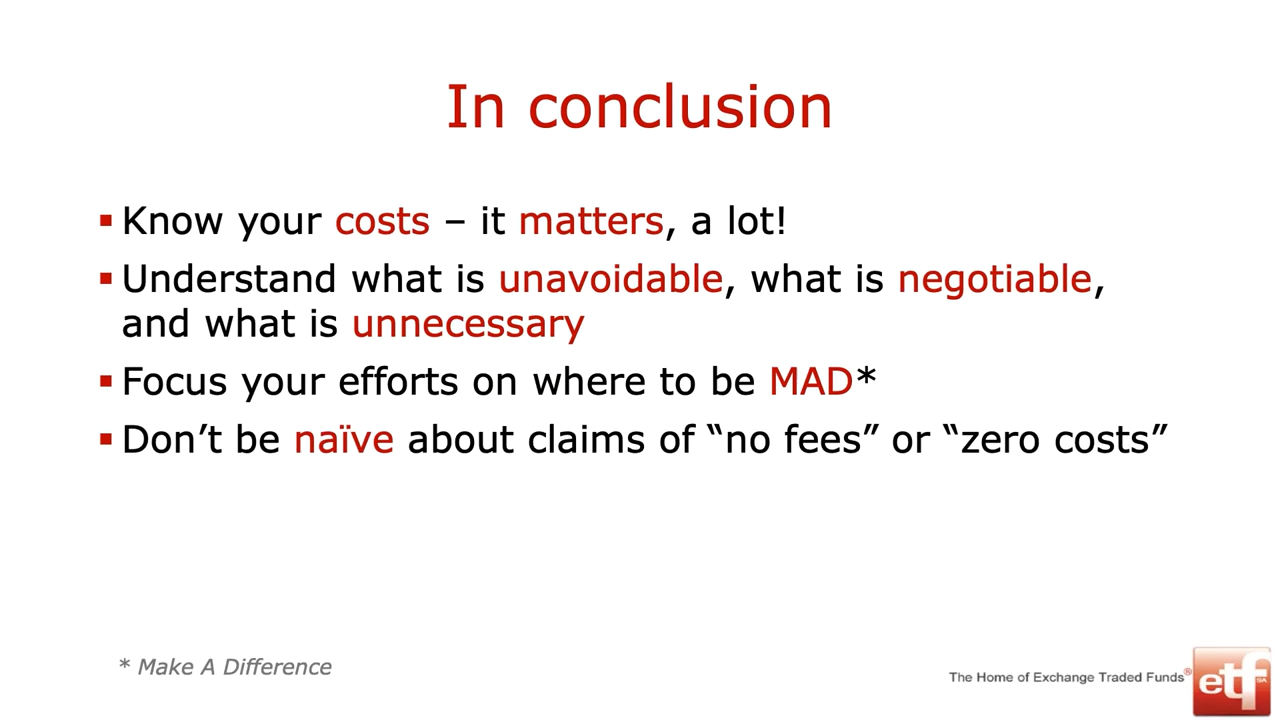 In conclusion
▪ Know your costs – it matters, a lot!
▪ Understand what is unavoidable, what is negotiable,
and what is unnecessary
▪ Focus your efforts on where to be MAD*
▪ Don’t be naïve about claims of “no fees” or “zero costs”
* Make A Difference
The Home of Exchange Traded Funds®
etfSA